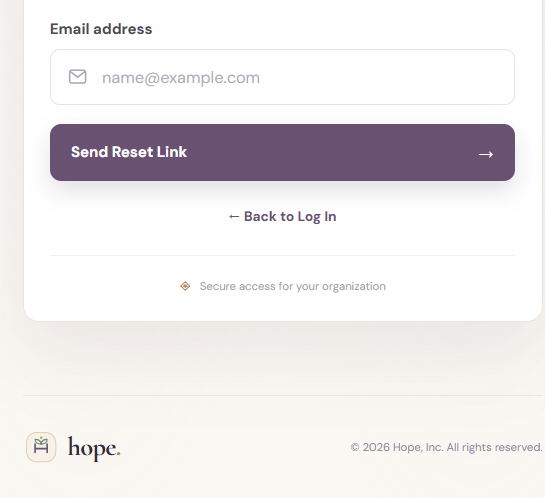 Email address
name@example.com
Send Reset Link →
← Back to Log In
Secure access for your organization
hope.
© 2026 Hope, Inc. All rights reserved.